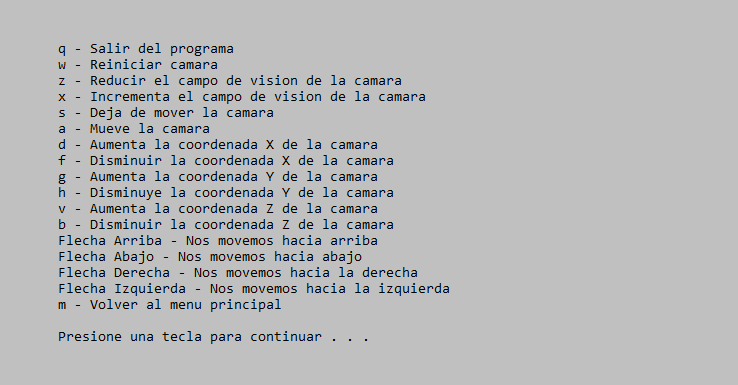 q - Salir del programa
w - Reiniciar camara
z - Reducir el campo de vision de la camara
x - Incrementa el campo de vision de la camara
s - Deja de mover la camara
a - Mueve la camara
d - Aumenta la coordenada X de la camara
f - Disminuir la coordenada X de la camara
g - Aumenta la coordenada Y de la camara
h - Disminuye la coordenada Y de la camara
v - Aumenta la coordenada Z de la camara
b - Disminuir la coordenada Z de la camara
Flecha Arriba - Nos movemos hacia arriba
Flecha Abajo - Nos movemos hacia abajo
Flecha Derecha - Nos movemos hacia la derecha
Flecha Izquierda - Nos movemos hacia la izquierda
m - Volver al menu principal
Presione una tecla para continuar . . .